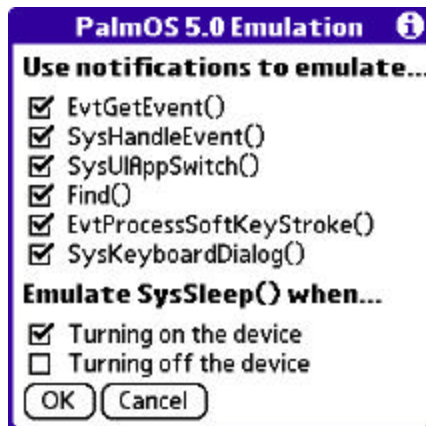 PalmOS 5.0 Emulation i
Use notifications to emulate...
EvtGetEvent()
SysHandleEvent()
SysUIAppSwitch()
Find()
EvtProcessSoftKeyStroke()
SysKeyboardDialog()
Emulate SysSleep() when...
Turning on the device
Turning off the device
OK Cancel